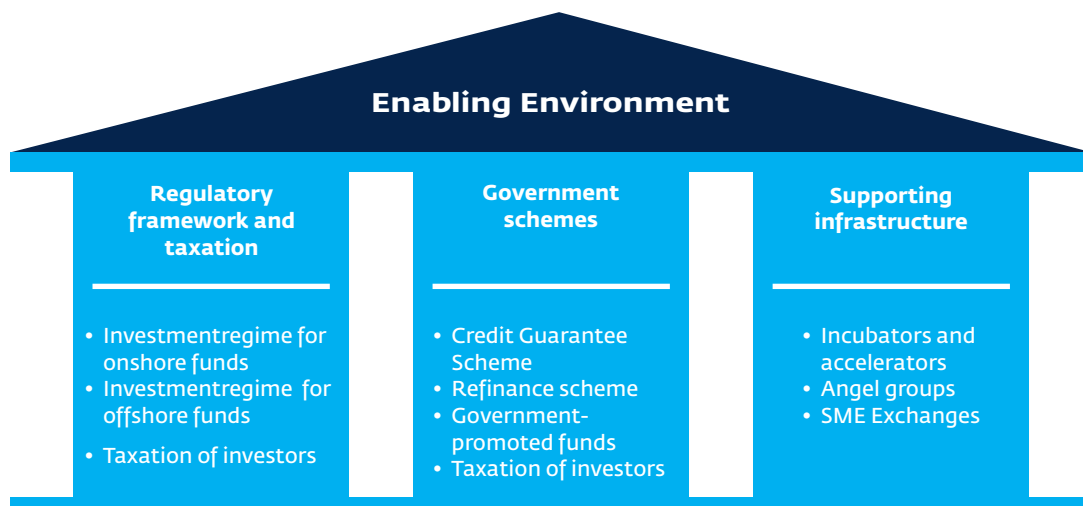 Enabling Environment
Regulatory
framework and
taxation
• Investmentregime for
onshore funds
• Investmentregime for
offshore funds
• Taxation of investors
Government
schemes
• Credit Guarantee
Scheme
• Refinance scheme
• Government-
promoted funds
• Taxation of investors
Supporting
infrastructure
• Incubators and
accelerators
• Angel groups
• SME Exchanges